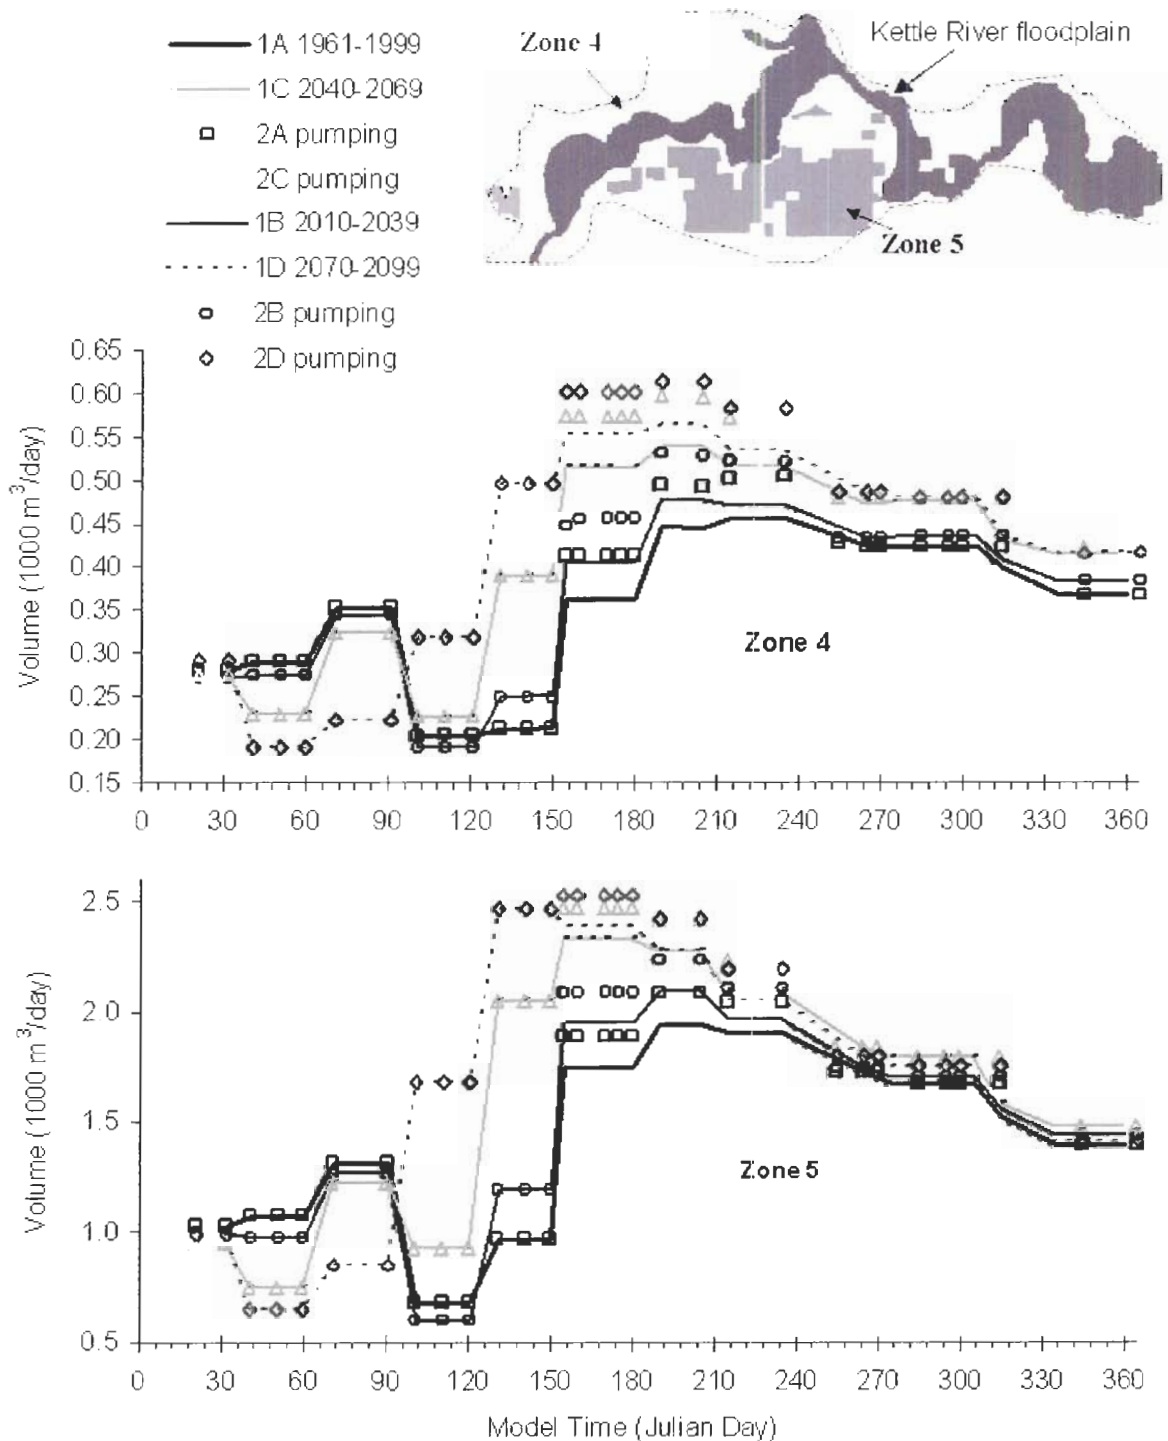 1A 1961-1999
1C 2040-2069
2A pumping
2C pumping
1B 2010-2039
1D 2070-2099
2B pumping
2D pumping
Zone 4
Kettle River floodplain
Zone 5
Volume (1000 m³/day)
0.65
0.60
0.55
0.50
0.45
0.40
0.35
0.30
0.25
0.20
0.15
Zone 4
0 30 60 90 120 150 180 210 240 270 300 330 360
Volume (1000 m³/day)
2.5
2.0
1.5
1.0
0.5
Zone 5
0 30 60 90 120 150 180 210 240 270 300 330 360
Model Time (Julian Day)